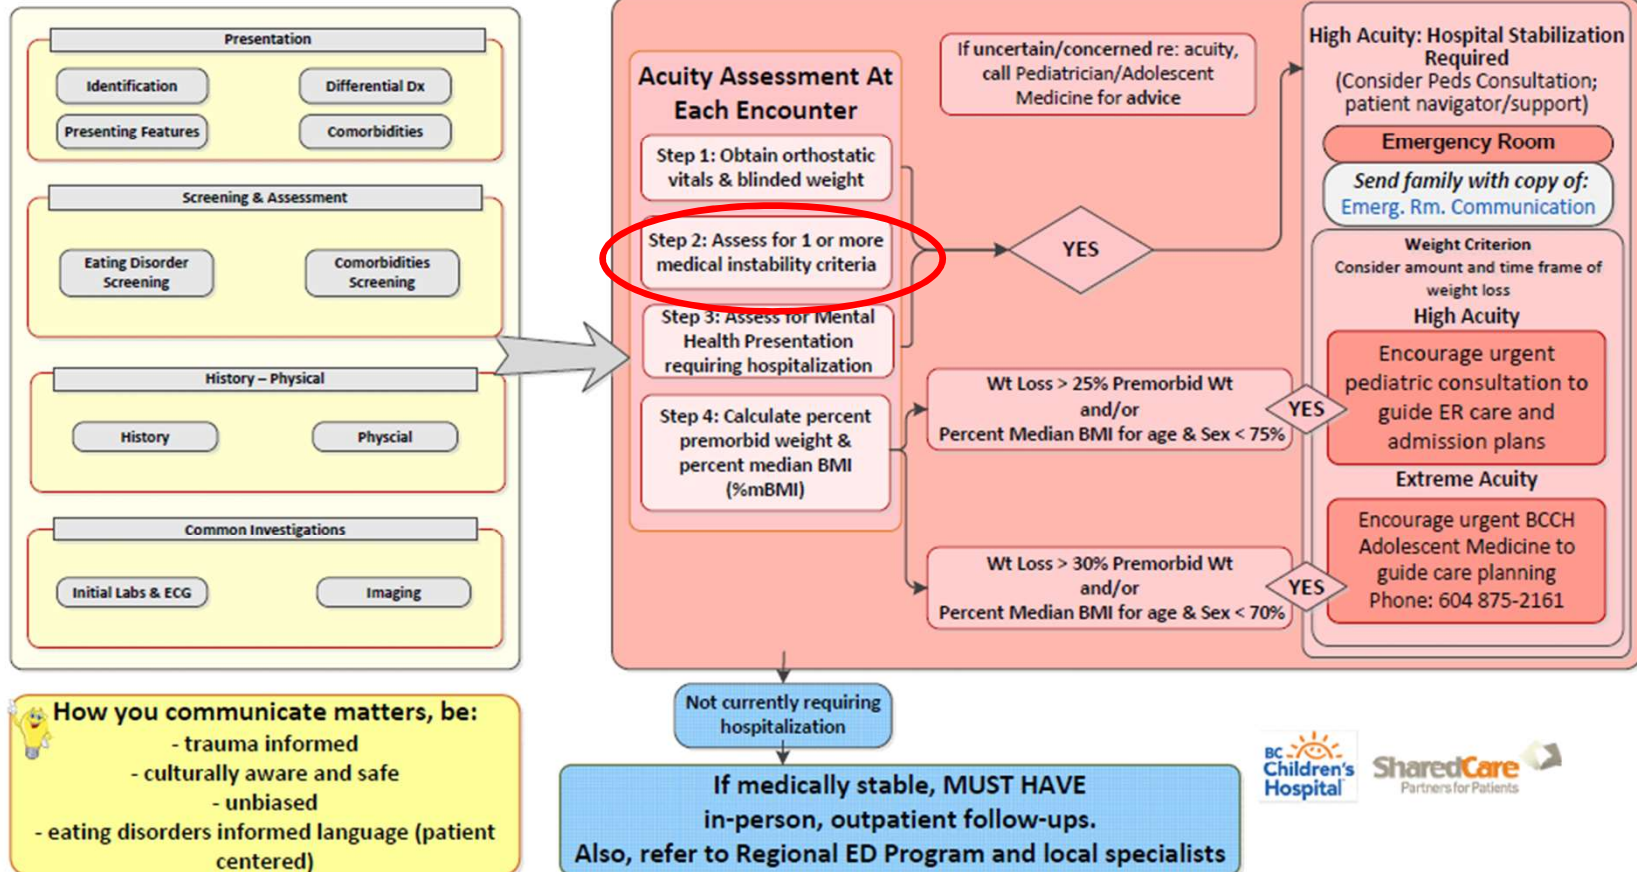 Presentation
Identification
Differential Dx
Presenting Features
Comorbidities
Screening & Assessment
Eating Disorder
Screening
Comorbidities
Screening
History – Physical
History
Physcial
Common Investigations
Initial Labs & ECG
Imaging
How you communicate matters, be:
- trauma informed
- culturally aware and safe
- unbiased
- eating disorders informed language (patient
centered)
Acuity Assessment At
Each Encounter
Step 1: Obtain orthostatic
vitals & blinded weight
Step 2: Assess for 1 or more
medical instability criteria
Step 3: Assess for Mental
Health Presentation
requiring hospitalization
Step 4: Calculate percent
premorbid weight &
percent median BMI
(%mBMI)
If uncertain/concerned re: acuity,
call Pediatrician/Adolescent
Medicine for advice
YES
Wt Loss > 25% Premorbid Wt
and/or
Percent Median BMI for age & Sex < 75%
YES
Wt Loss > 30% Premorbid Wt
and/or
Percent Median BMI for age & Sex < 70%
YES
High Acuity: Hospital Stabilization
Required
(Consider Peds Consultation;
patient navigator/support)
Emergency Room
Send family with copy of:
Emerg. Rm. Communication
Weight Criterion
Consider amount and time frame of
weight loss
High Acuity
Encourage urgent
pediatric consultation to
guide ER care and
admission plans
Extreme Acuity
Encourage urgent BCCH
Adolescent Medicine to
guide care planning
Phone: 604 875-2161
Not currently requiring
hospitalization
If medically stable, MUST HAVE
in-person, outpatient follow-ups.
Also, refer to Regional ED Program and local specialists
BC
Children's
Hospital
SharedCare
Partners for Patients